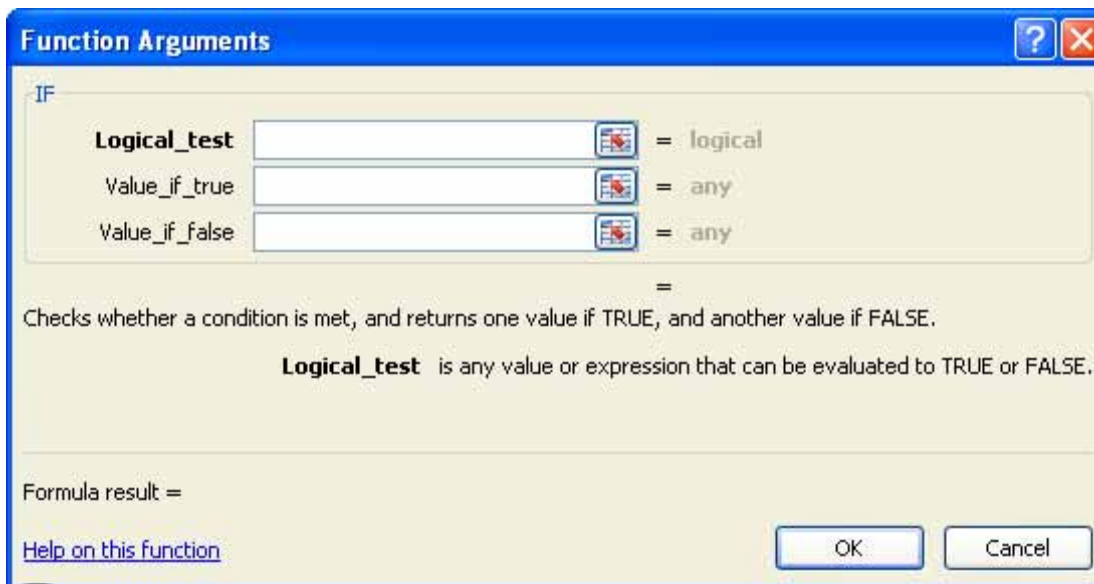 Function Arguments
IF
Logical_test = logical
Value_if_true = any
Value_if_false = any
=
Checks whether a condition is met, and returns one value if TRUE, and another value if FALSE.
Logical_test is any value or expression that can be evaluated to TRUE or FALSE.
Formula result =
Help on this function OK Cancel